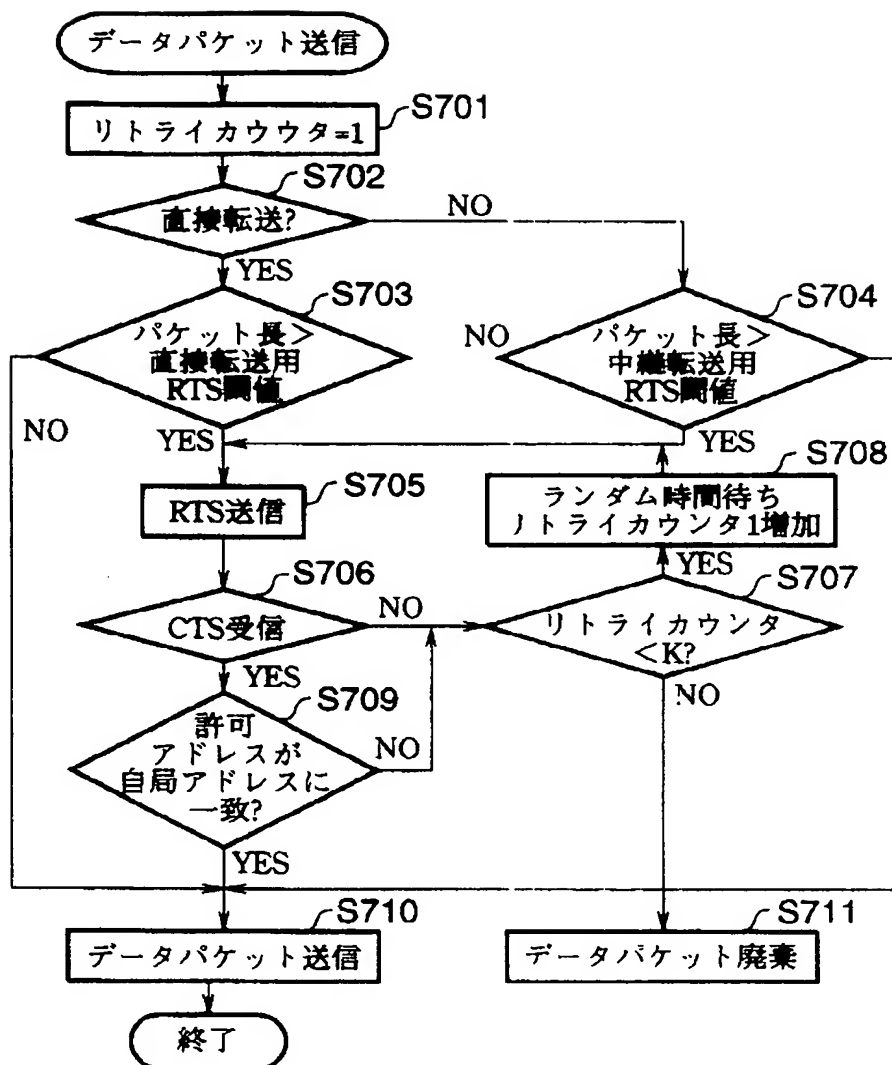 データパケット送信
S701
リトライカウウタ=1
S702
直接転送?
NO
YES
S703
パケット長>
直接転送用
RTS閾値
NO
YES
S704
NO
パケット長>
中継転送用
RTS閾値
YES
S705
RTS送信
S708
ランダム時間待ち
リトライカウンタ1増加
YES
S706
CTS受信
NO
YES
S707
リトライカウンタ
<K?
NO
S709
許可
アドレスが
自局アドレスに
一致?
NO
YES
S710
データパケット送信
S711
データパケット廃棄
終了